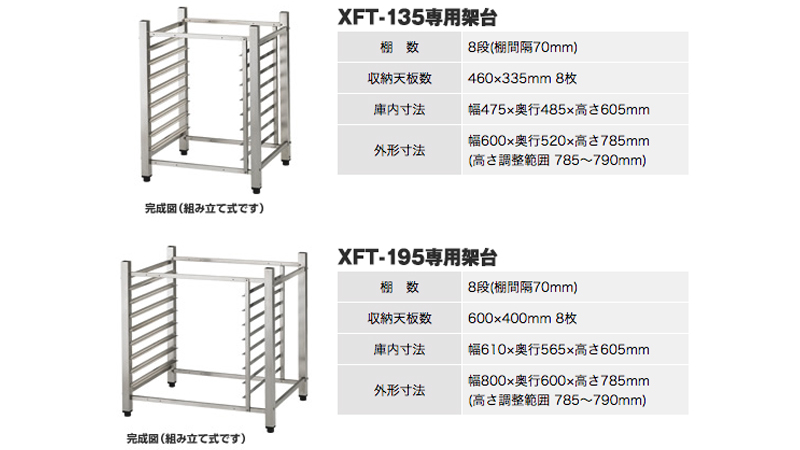 XFT-135専用架台
棚　数 8段(棚間隔70mm)
収納天板数 460×335mm 8枚
庫内寸法 幅475×奥行485×高さ605mm
外形寸法 幅600×奥行520×高さ785mm
(高さ調整範囲 785〜790mm)
完成図（組み立て式です）
XFT-195専用架台
棚　数 8段(棚間隔70mm)
収納天板数 600×400mm 8枚
庫内寸法 幅610×奥行565×高さ605mm
外形寸法 幅800×奥行600×高さ785mm
(高さ調整範囲 785〜790mm)
完成図（組み立て式です）